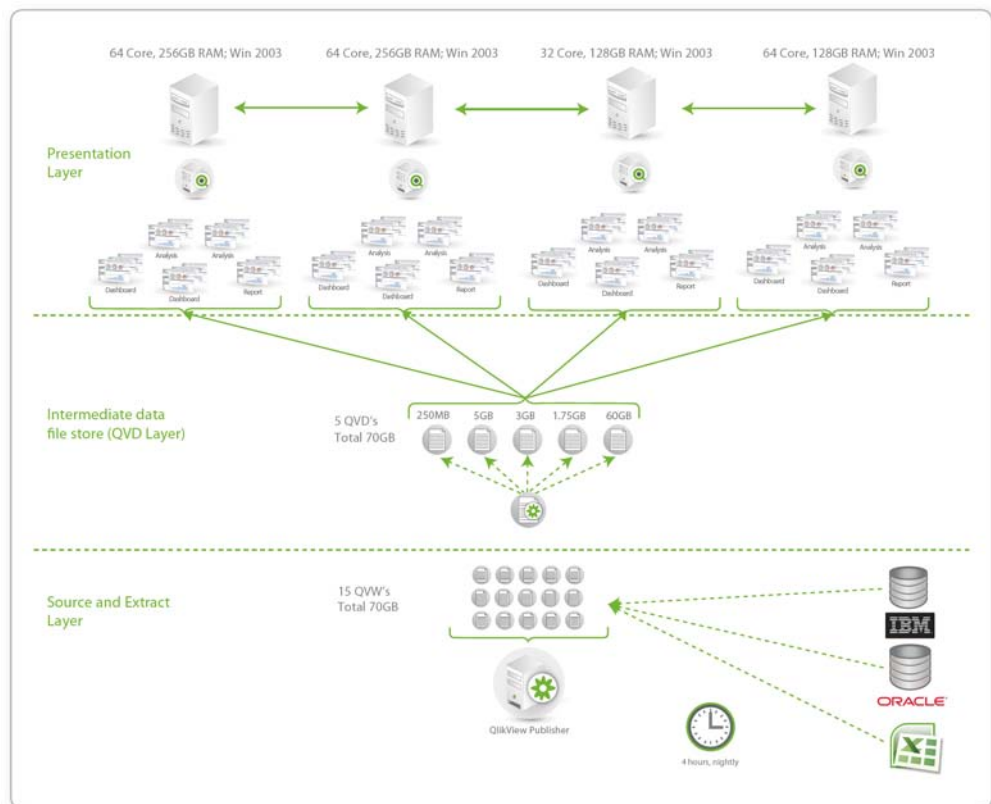 64 Core, 256GB RAM; Win 2003
64 Core, 256GB RAM; Win 2003
32 Core, 128GB RAM; Win 2003
64 Core, 128GB RAM; Win 2003
Presentation
Layer
Analysis
Analysis
Dashboard
Dashboard
Report
Analysis
Analysis
Dashboard
Dashboard
Report
Analysis
Analysis
Dashboard
Dashboard
Report
Analysis
Analysis
Dashboard
Dashboard
Report
Intermediate data
file store (QVD Layer)
5 QVD's
Total 70GB
250MB
5GB
3GB
1.75GB
60GB
Source and Extract
Layer
15 QVW's
Total 70GB
QlikView Publisher
4 hours, nightly
IBM
ORACLE